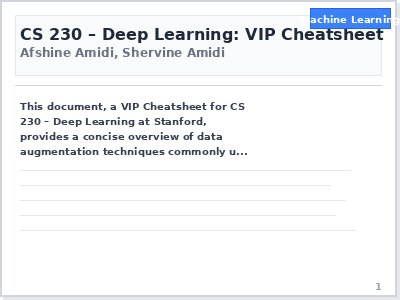 Machine Learning
CS 230 – Deep Learning: VIP Cheatsheet
Afshine Amidi, Shervine Amidi
This document, a VIP Cheatsheet for CS
230 – Deep Learning at Stanford,
provides a concise overview of data
augmentation techniques commonly u...
1